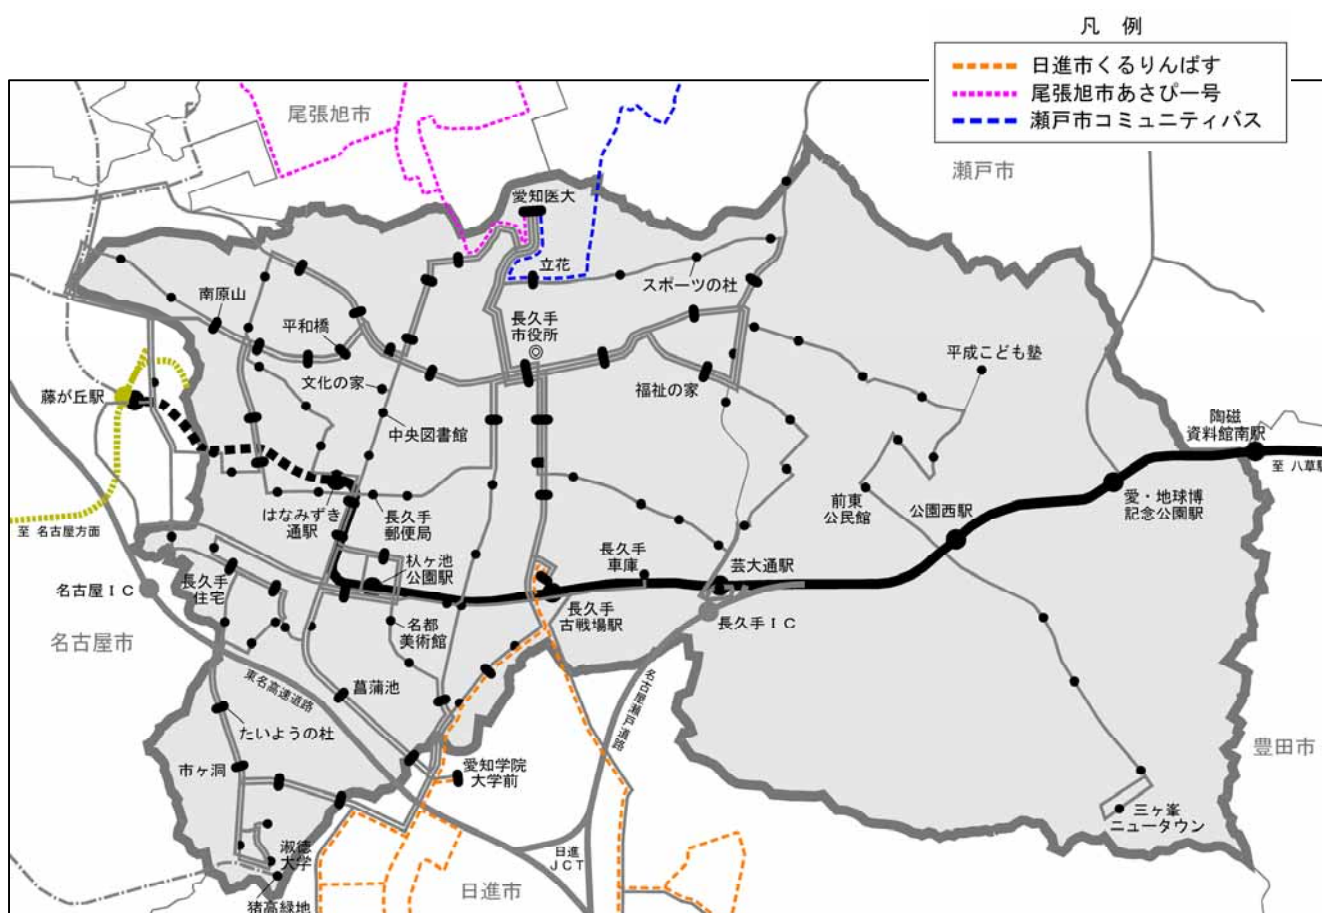 凡 例
日進市くるりんばす
尾張旭市あさぴー号
瀬戸市コミュニティバス
尾張旭市
瀬戸市
愛知医大
立花
スポーツの杜
南原山
平和橋
長久手
市役所
平成こども塾
藤が丘駅
文化の家
福祉の家
中央図書館
陶磁
資料館南駅
至 八草駅
至 名古屋方面
はなみずき
通駅
長久手
郵便局
前東
公民館
公園西駅
愛・地球博
記念公園駅
名古屋IC
長久手
住宅
杁ヶ池
公園駅
長久手
車庫
芸大通駅
名古屋市
名都
美術館
長久手
古戦場駅
長久手IC
東名高速道路
菖蒲池
名古屋瀬戸道路
たいようの杜
豊田市
市ヶ洞
愛知学院
大学前
三ヶ峯
ニュータウン
淑徳
大学
日進
JCT
日進市
猪高緑地